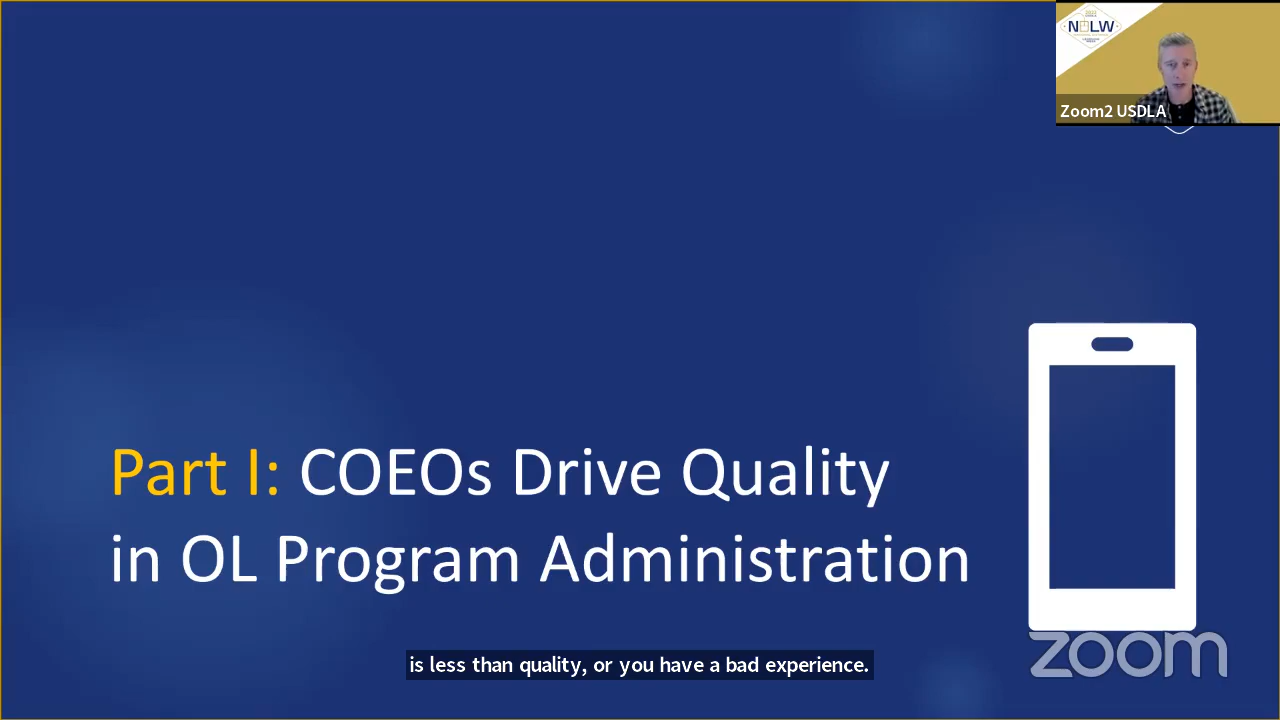 NDLW
Zoom2 USDLA
Part I: COEOs Drive Quality
in OL Program Administration
is less than quality, or you have a bad experience.
zoom